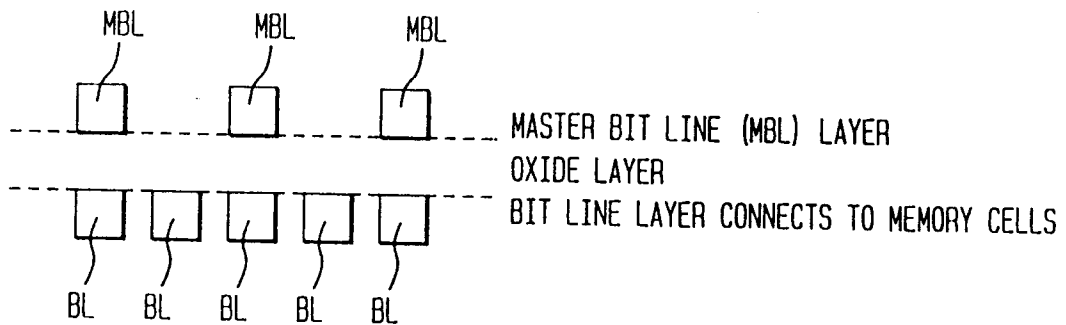 MBL MBL MBL
MASTER BIT LINE (MBL) LAYER
OXIDE LAYER
BIT LINE LAYER CONNECTS TO MEMORY CELLS
BL BL BL BL BL